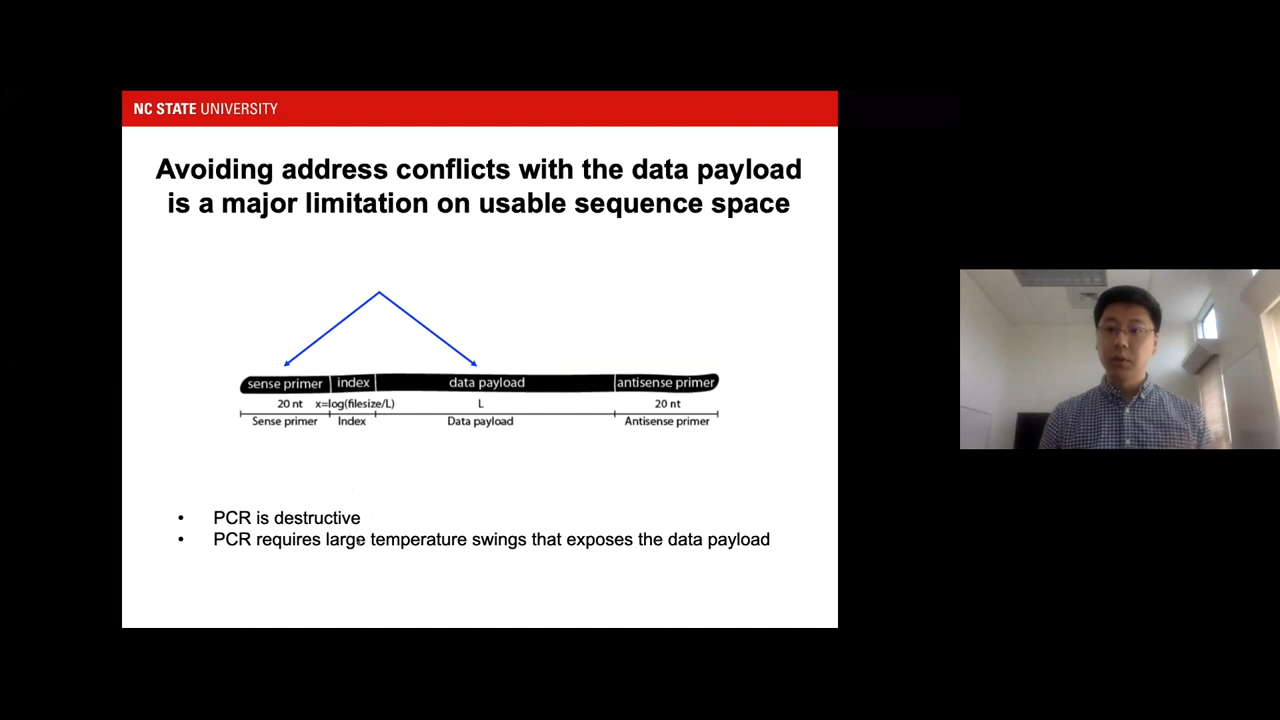 NC STATE UNIVERSITY
Avoiding address conflicts with the data payload
is a major limitation on usable sequence space
sense primer index data payload antisense primer
20 nt x=log(filesize/L) L 20 nt
Sense primer Index Data payload Antisense primer
• PCR is destructive
• PCR requires large temperature swings that exposes the data payload